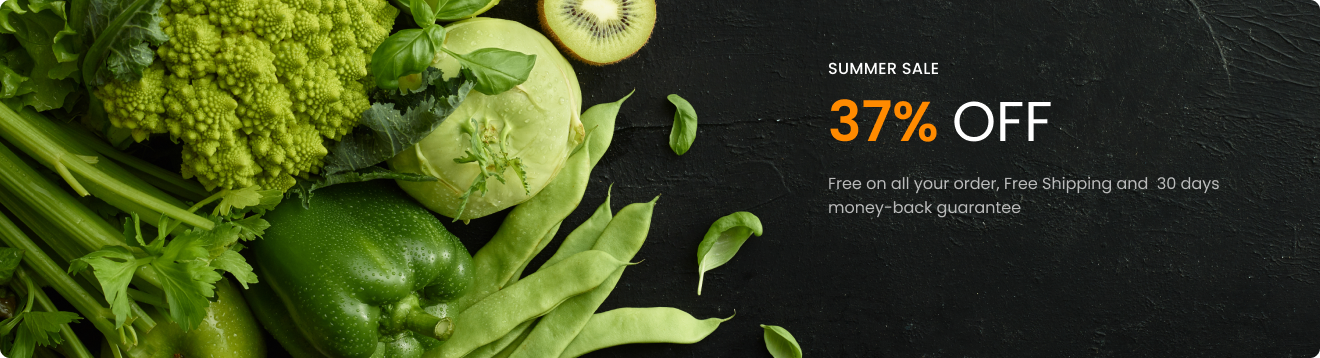 SUMMER SALE
37% OFF
Free on all your order, Free Shipping and  30 days
money-back guarantee